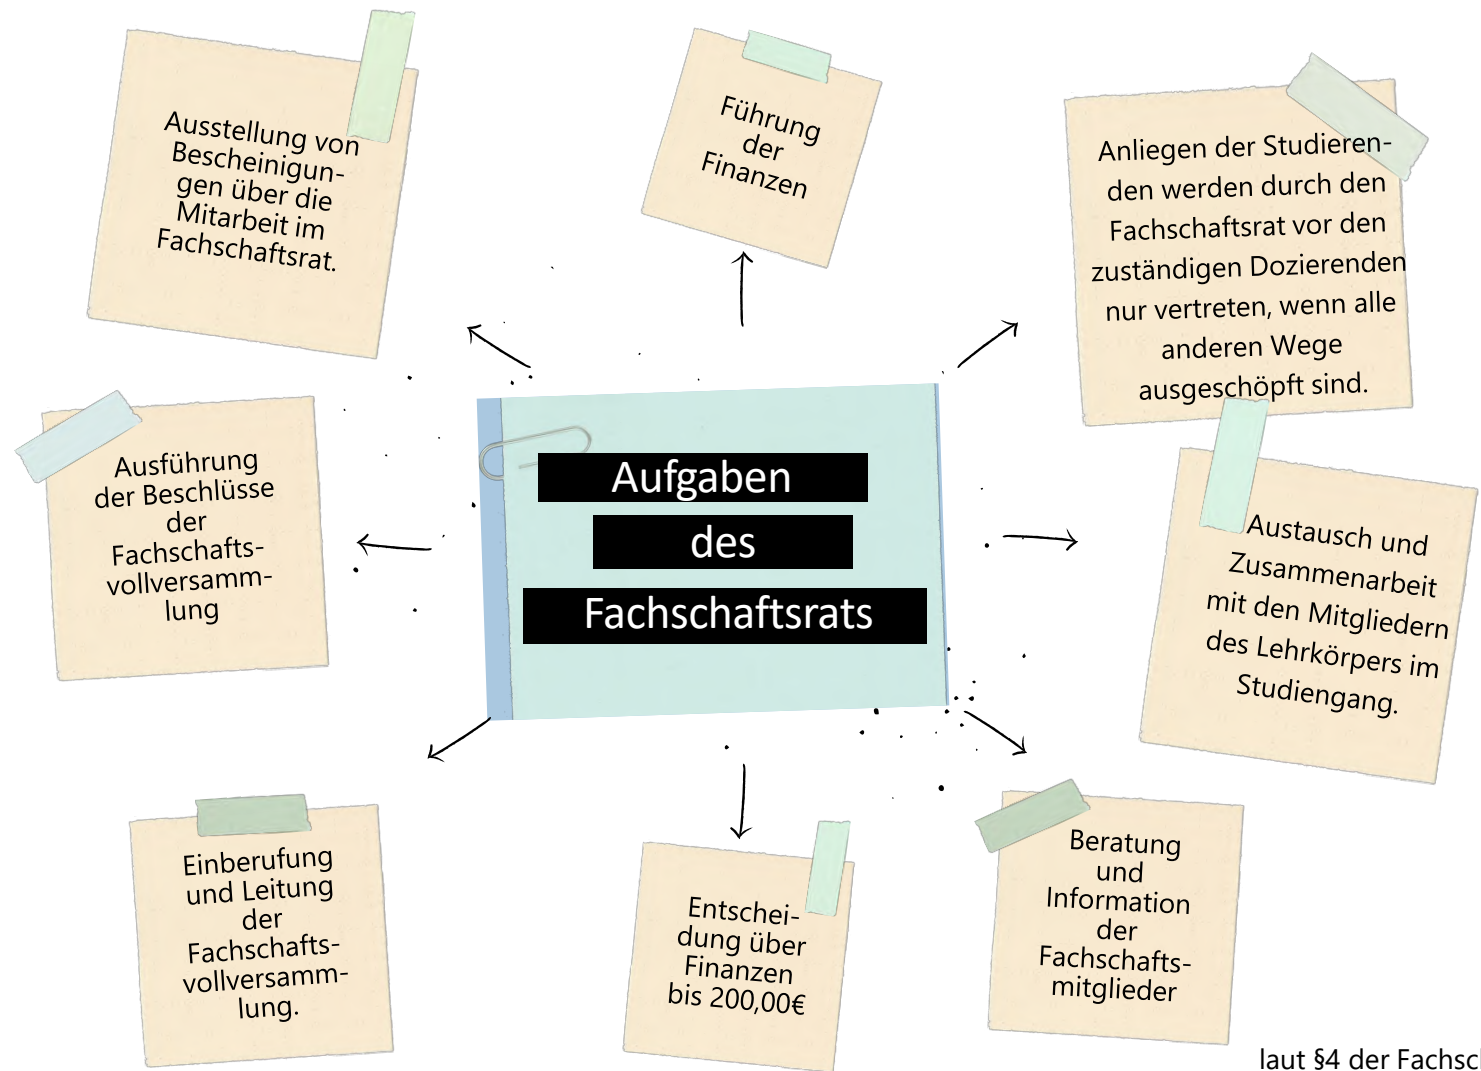 Ausstellung von
Bescheinigun-
gen über die
Mitarbeit im
Fachschaftsrat.
Führung
der
Finanzen
Anliegen der Studieren-
den werden durch den
Fachschaftsrat vor den
zuständigen Dozierenden
nur vertreten, wenn alle
anderen Wege
ausgeschöpft sind.
Ausführung
der Beschlüsse
der
Fachschafts-
vollversamm-
lung
Aufgaben
des
Fachschaftsrats
Austausch und
Zusammenarbeit
mit den Mitgliedern
des Lehrkörpers im
Studiengang.
Einberufung
und Leitung
der
Fachschafts-
vollversamm-
lung.
Entschei-
dung über
Finanzen
bis 200,00€
Beratung
und
Information
der
Fachschafts-
mitglieder
laut §4 der